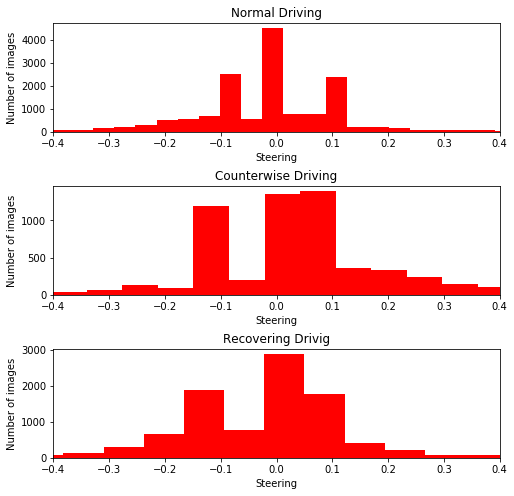 Normal Driving
Number of images
4000
3000
2000
1000
0
−0.4 −0.3 −0.2 −0.1 0.0 0.1 0.2 0.3 0.4
Steering
Counterwise Driving
Number of images
1000
500
0
−0.4 −0.3 −0.2 −0.1 0.0 0.1 0.2 0.3 0.4
Steering
Recovering Drivig
Number of images
3000
2000
1000
0
−0.4 −0.3 −0.2 −0.1 0.0 0.1 0.2 0.3 0.4
Steering